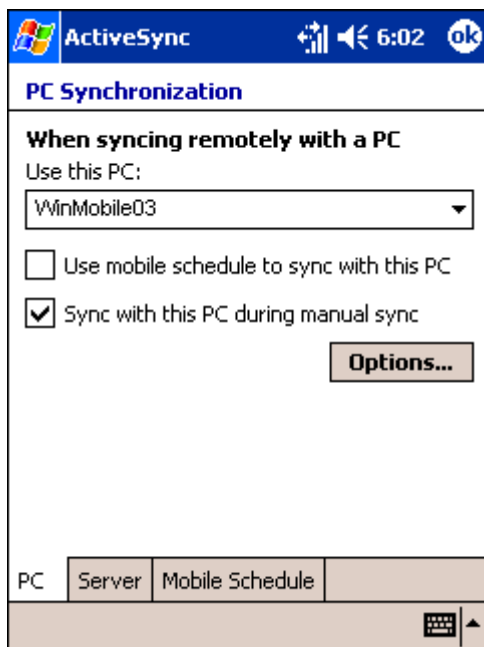 ActiveSync 6:02 ok
PC Synchronization
When syncing remotely with a PC
Use this PC:
WinMobile03
Use mobile schedule to sync with this PC
Sync with this PC during manual sync
Options...
PC Server Mobile Schedule